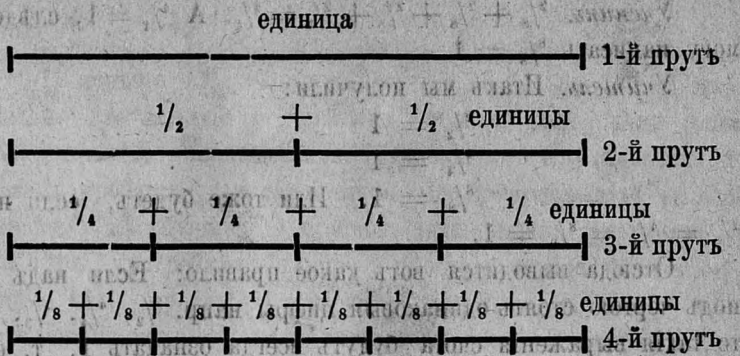 единица
1-й прутъ
1/2 + 1/2 единицы
2-й прутъ
1/4 + 1/4 + 1/4 + 1/4 единицы
3-й прутъ
1/8 + 1/8 + 1/8 + 1/8 + 1/8 + 1/8 + 1/8 + 1/8 единицы
4-й прутъ